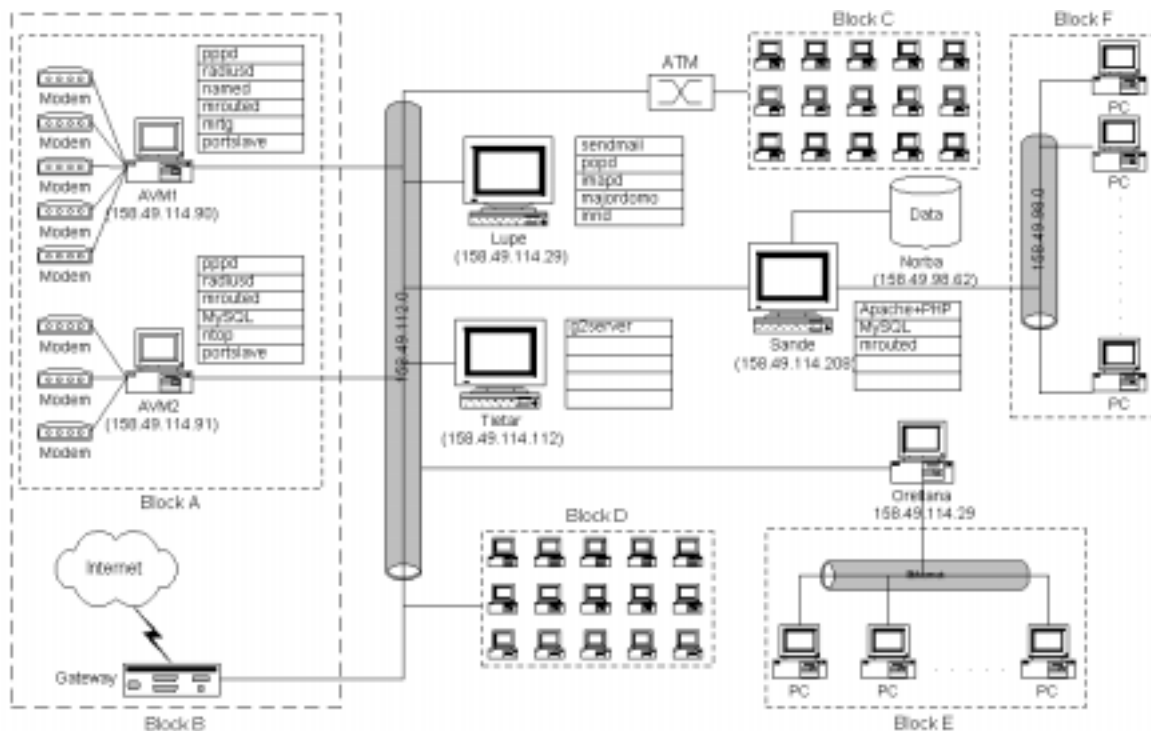 Block C
Block F
pppd
radiusd
named
mrouted
mrtg
portslave
Modem
Modem
Modem
Modem
Modem
AVM1
(158.49.114.90)
ATM
PC
PC
PC
sendmail
popd
imapd
majordomo
innd
Lupe
(158.49.114.29)
Data
Norba
(158.49.98.62)
158.49.98.0
158.49.112.0
pppd
radiusd
mrouted
MySQL
ntop
portslave
Modem
Modem
Modem
AVM2
(158.49.114.91)
g2server
Tietar
(158.49.114.112)
Apache+PHP
MySQL
mrouted
Sande
(158.49.114.208)
Block A
Orellana
158.49.114.29
Block D
Internet
Gateway
Block B
PC
PC
PC
Block E